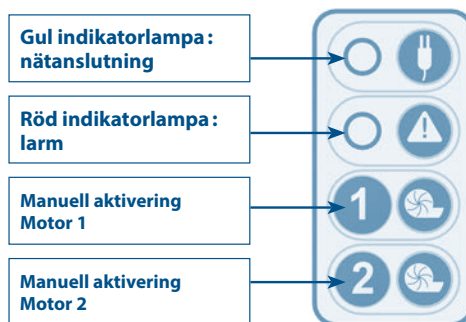 Gul indikatorlampa:
nätanslutning
Röd indikatorlampa:
larm
Manuell aktivering
Motor 1
1
Manuell aktivering
Motor 2
2